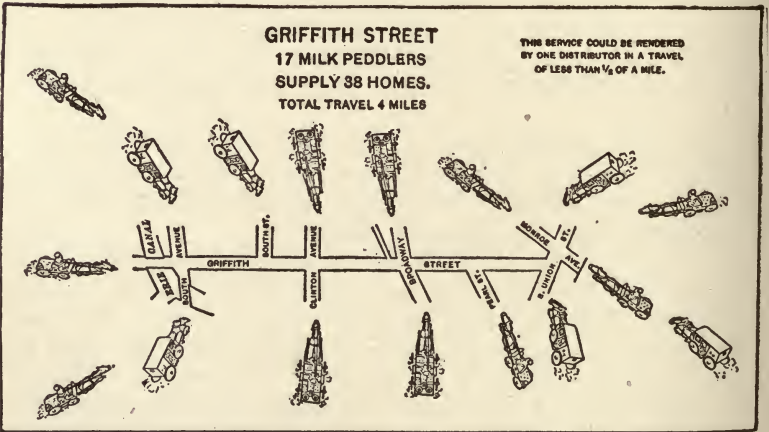 GRIFFITH STREET
17 MILK PEDDLERS
SUPPLY 38 HOMES.
TOTAL TRAVEL 4 MILES
THIS SERVICE COULD BE RENDERED
BY ONE DISTRIBUTOR IN A TRAVEL
OF LESS THAN 1/2 OF A MILE.
CANAL
AVENUE
SOUTH ST.
AVENUE
MONROE
ST.
GRIFFITH
BROADWAY
STREET
AVE.
ERIE
SOUTH
CLINTON
PEARL ST.
S. UNION